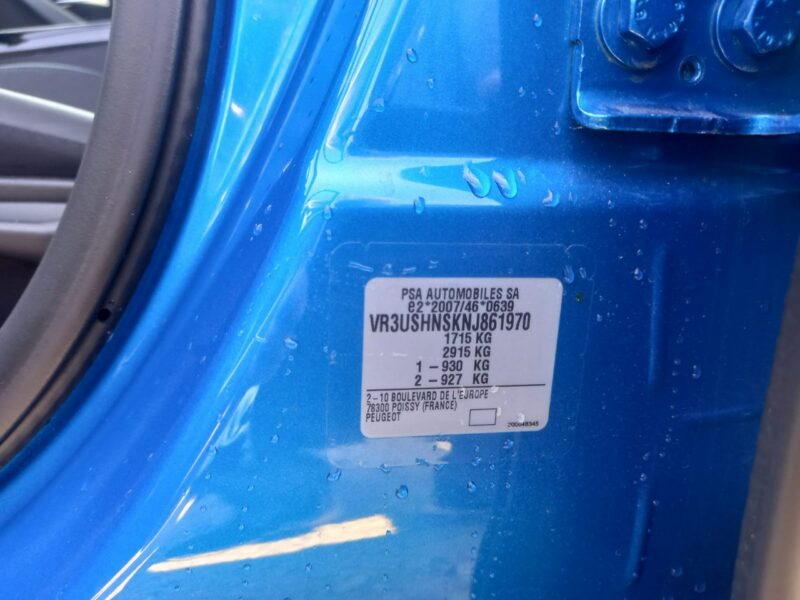 PSA AUTOMOBILES SA
e2*2007/46*0639
VR3USHNSKNJ861970
1715 KG
2915 KG
1 – 930 KG
2 – 927 KG
2–10 BOULEVARD DE L'EUROPE
78300 POISSY (FRANCE)
PEUGEOT